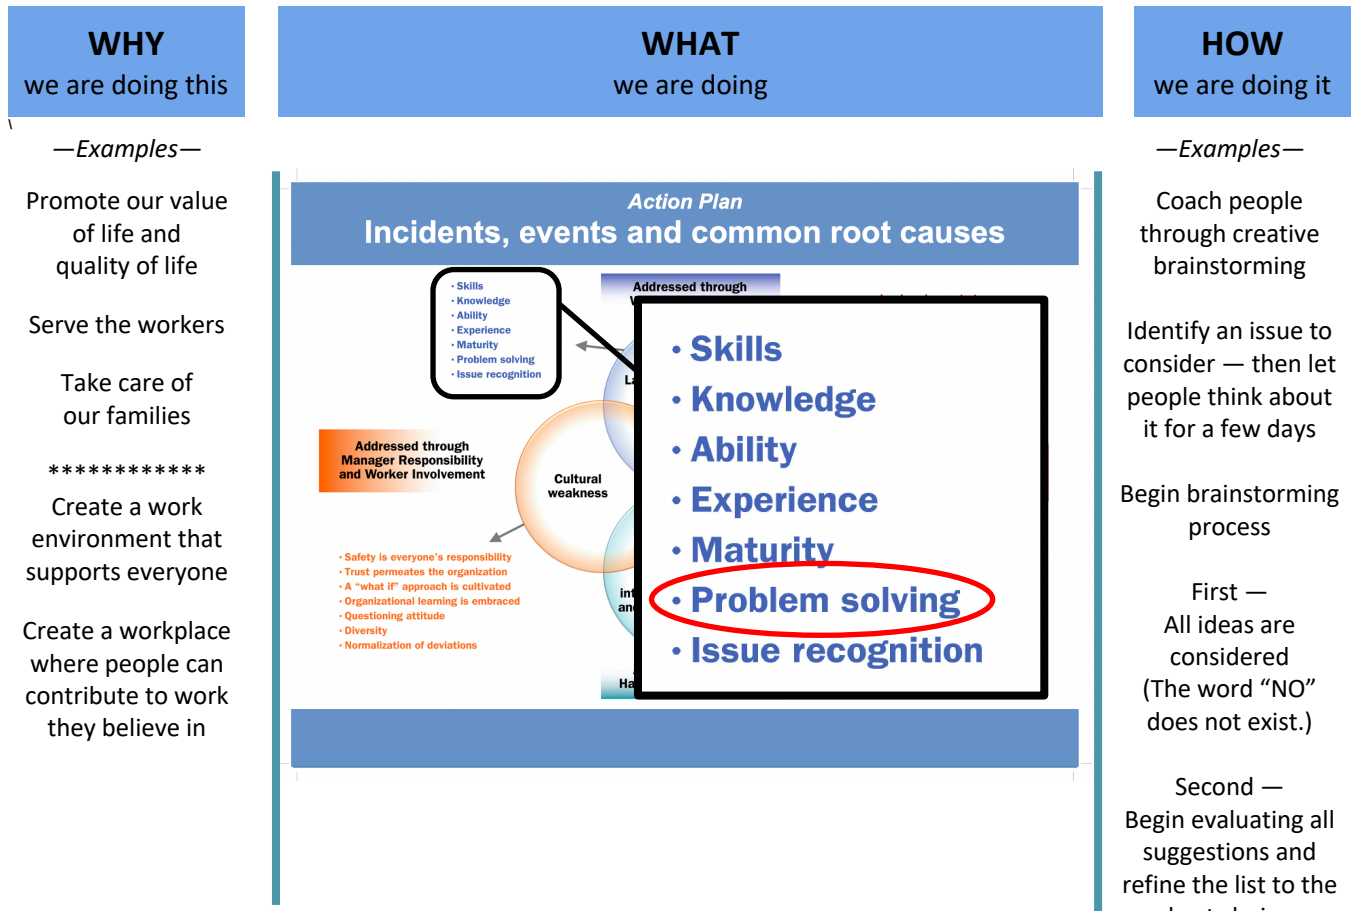 WHY
we are doing this
\
—Examples—
Promote our value
of life and
quality of life
Serve the workers
Take care of
our families
************
Create a work
environment that
supports everyone
Create a workplace
where people can
contribute to work
they believe in
WHAT
we are doing
Action Plan
Incidents, events and common root causes
• Skills
• Knowledge
• Ability
• Experience
• Maturity
• Problem solving
• Issue recognition
Addressed through
Addressed through
Manager Responsibility
and Worker Involvement
Cultural
weakness
• Safety is everyone's responsibility
• Trust permeates the organization
• A “what if” approach is cultivated
• Organizational learning is embraced
• Questioning attitude
• Diversity
• Normalization of deviations
• Skills
• Knowledge
• Ability
• Experience
• Maturity
• Problem solving
• Issue recognition
HOW
we are doing it
—Examples—
Coach people
through creative
brainstorming
Identify an issue to
consider — then let
people think about
it for a few days
Begin brainstorming
process
First —
All ideas are
considered
(The word “NO”
does not exist.)
Second —
Begin evaluating all
suggestions and
refine the list to the